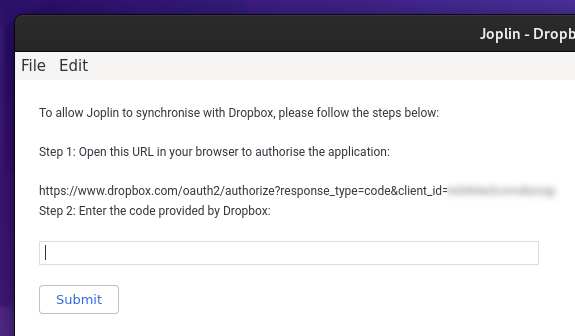 Joplin - Dropb
File Edit
To allow Joplin to synchronise with Dropbox, please follow the steps below:
Step 1: Open this URL in your browser to authorise the application:
https://www.dropbox.com/oauth2/authorize?response_type=code&client_id=
Step 2: Enter the code provided by Dropbox:
Submit